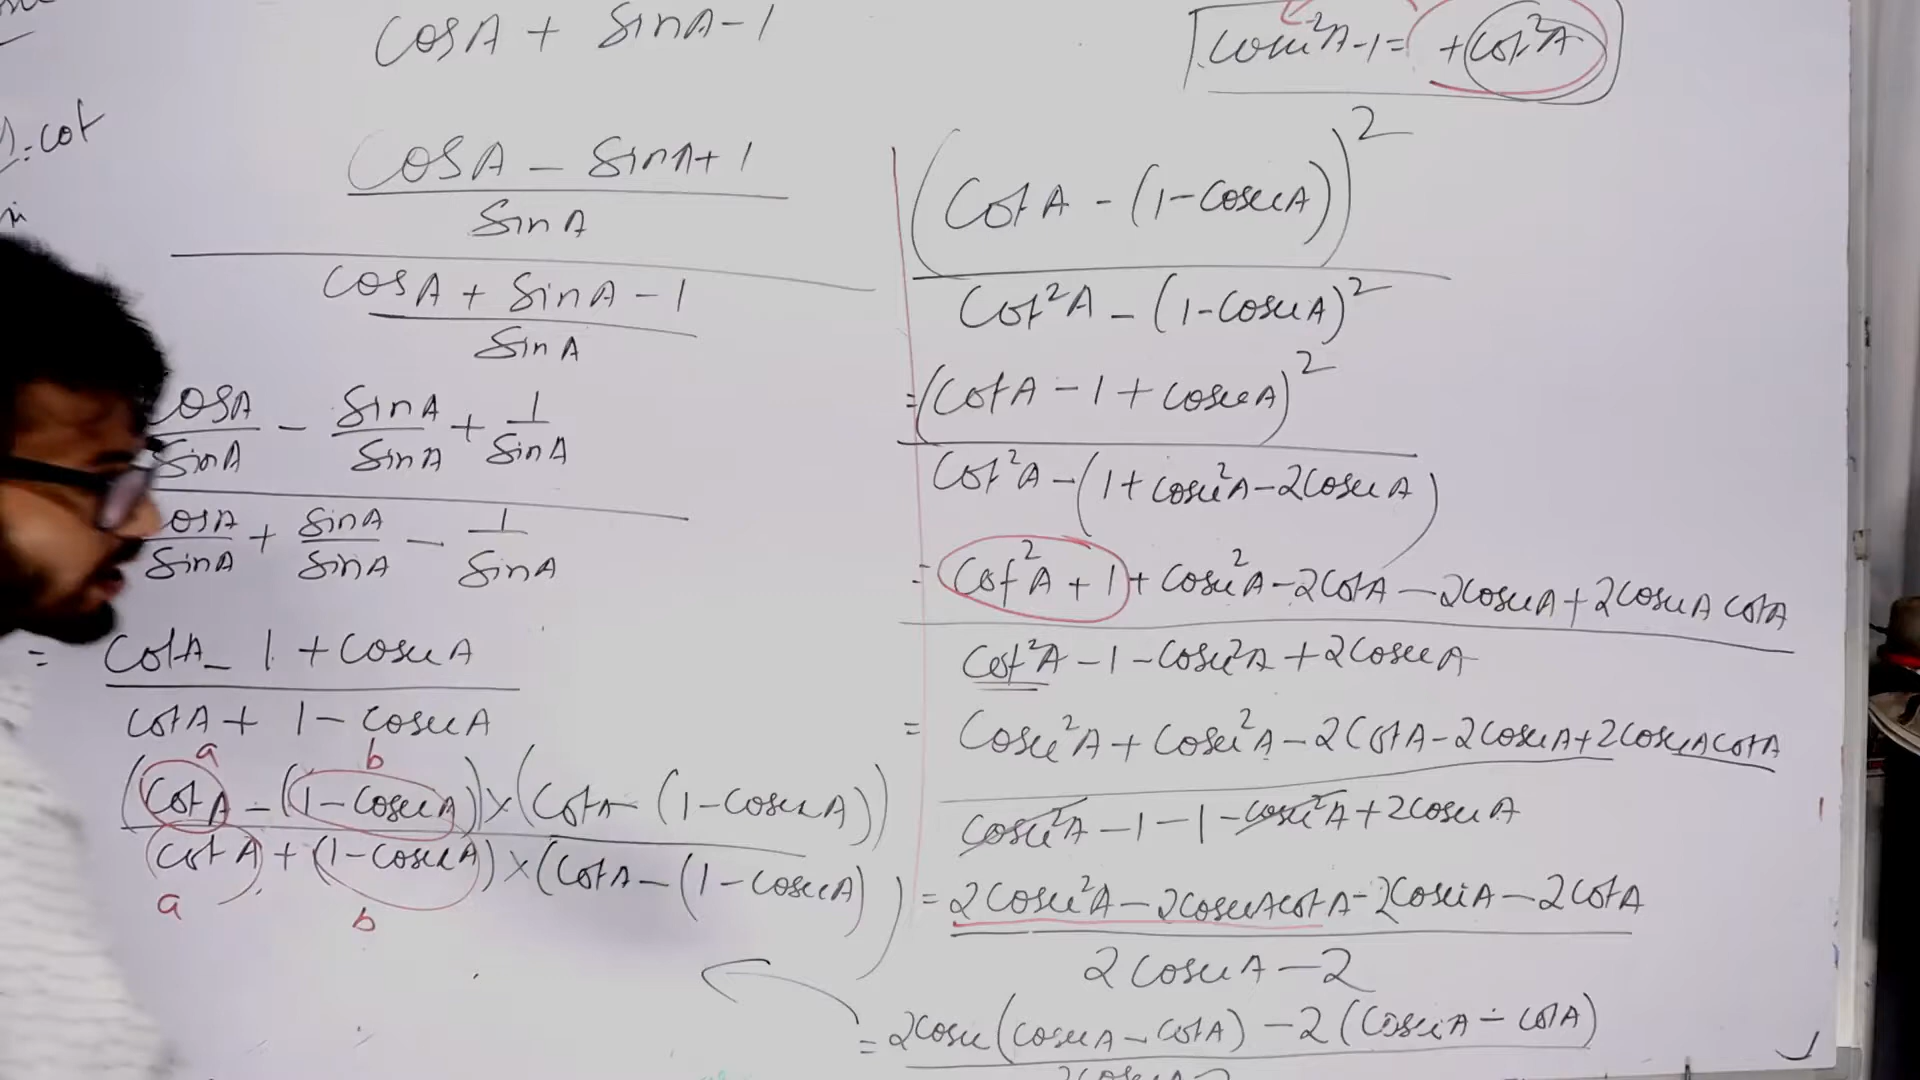 cosA + sinA-1
cosec²A-1= +cot²A
=cot
cosA - sinA+1
sinA
cosA + sinA - 1
sinA
cosA/sinA - sinA/sinA + 1/sinA
cosA/sinA + sinA/sinA - 1/sinA
= cotA - 1 + cosecA
cotA + 1 - cosecA
a b
(cotA - (1-cosecA)) × (cotA - (1-cosecA))
(cotA) + (1-cosecA)) × (cotA - (1-cosecA))
a b
(cotA - (1-cosecA))²
cot²A - (1-cosecA)²
= (cotA - 1 + cosecA)²
cot²A - (1+cosec²A-2cosecA)
= cot²A + 1 + cosec²A - 2cotA - 2cosecA + 2cosecA cotA
cot²A - 1 - cosec²A + 2cosecA
= cosec²A + cosec²A - 2cotA - 2cosecA + 2cosecAcotA
cosec²A - 1 - 1 - cosec²A + 2cosecA
= 2cosec²A - 2cosecAcotA - 2cosecA - 2cotA
2cosecA - 2
= 2cosec(cosecA - cotA) - 2(cosecA - cotA)